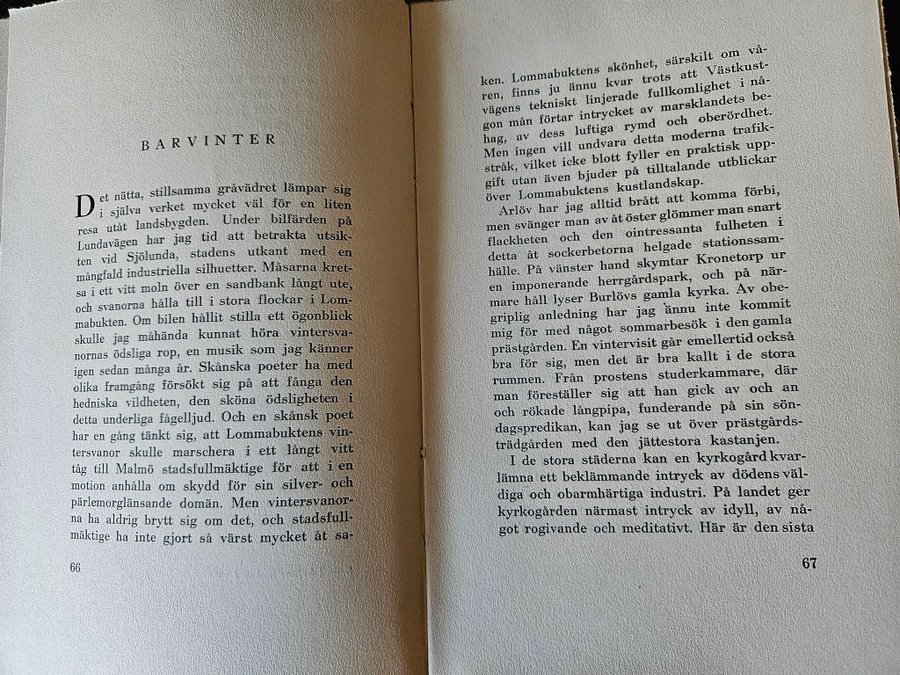 BARVINTER
Det nätta, stillsamma gråvädret lämpar sig
i själva verket mycket väl för en liten
resa utåt landsbygden. Under bilfärden på
Lundavägen har jag tid att betrakta utsik-
ten vid Sjölunda, stadens utkant med en
mångfald industriella silhuetter. Måsarna kret-
sa i ett vitt moln över en sandbank långt ute,
och svanorna hålla till i stora flockar i Lom-
mabukten. Om bilen hållit stilla ett ögonblick
skulle jag måhända kunnat höra vintersva-
nornas ödsliga rop, en musik som jag känner
igen sedan många år. Skånska poeter ha med
olika framgång försökt sig på att fånga den
hedniska vildheten, den sköna ödsligheten i
detta underliga fågelljud. Och en skånsk poet
har en gång tänkt sig, att Lommabuktens vin-
tersvanor skulle marschera i ett långt vitt
tåg till Malmö stadsfullmäktige för att i en
motion anhålla om skydd för sin silver- och
pärlemorglänsande domän. Men vintersvanor-
na ha aldrig brytt sig om det, och stadsfull-
mäktige ha inte gjort så värst mycket åt sa-
66
ken. Lommabuktens skönhet, särskilt om vå-
ren, finns ju ännu kvar trots att Västkust-
vägens tekniskt linjerade fullkomlighet i nå-
gon mån förtar intrycket av marsklandets be-
hag, av dess luftiga rymd och oberördhet.
Men ingen vill undvara detta moderna trafik-
stråk, vilket icke blott fyller en praktisk upp-
gift utan även bjuder på tilltalande utblickar
över Lommabuktens kustlandskap.
Arlöv har jag alltid brått att komma förbi,
men svänger man av åt öster glömmer man snart
flackheten och den ointressanta fulheten i
detta åt sockerbetorna helgade stationssam-
hälle. På vänster hand skymtar Kronetorp ur
en imponerande herrgårdspark, och på när-
mare håll lyser Burlövs gamla kyrka. Av obe-
griplig anledning har jag ännu inte kommit
mig för med något sommarbesök i den gamla
prästgården. En vintervisit går emellertid också
bra för sig, men det är bra kallt i de stora
rummen. Från prostens studerkammare, där
man föreställer sig att han gick av och an
och rökade långpipa, funderande på sin sön-
dagspredikan, kan jag se ut över prästgårds-
trädgården med den jättestora kastanjen.
I de stora städerna kan en kyrkogård kvar-
lämna ett beklämmande intryck av dödens väl-
diga och obarmhärtiga industri. På landet ger
kyrkogården närmast intryck av idyll, av nå-
got rogivande och meditativt. Här är den sista
67